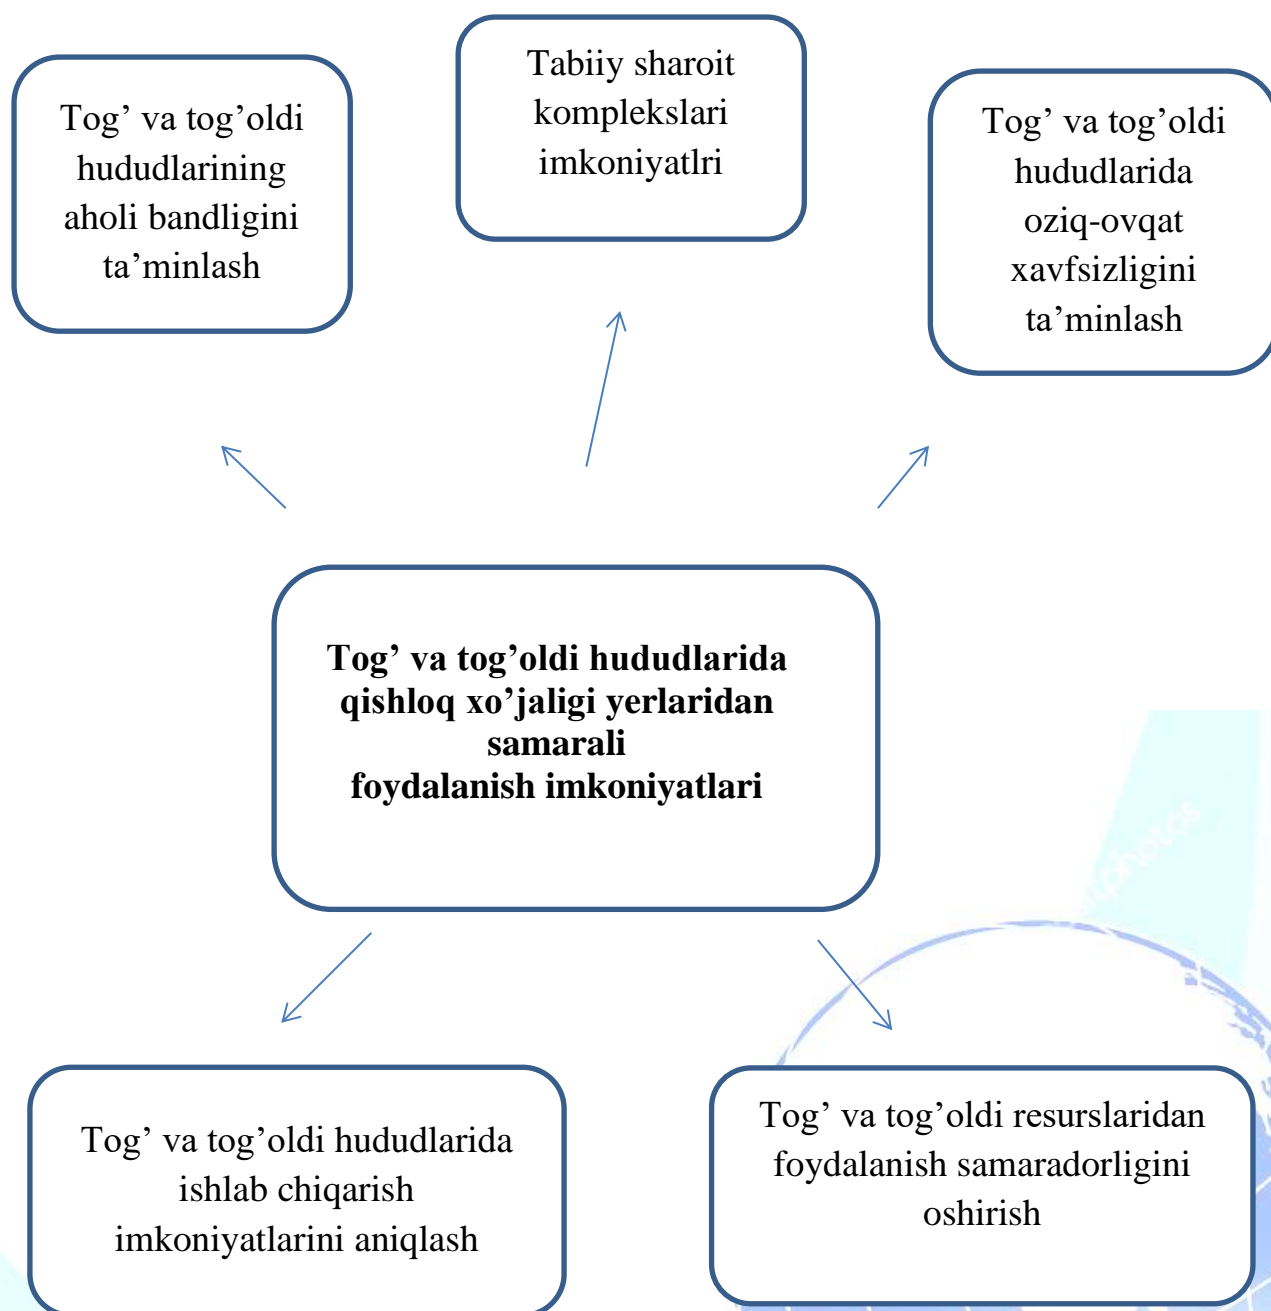 Tog’ va tog’oldi
hududlarining
aholi bandligini
ta’minlash
Tabiiy sharoit
komplekslari
imkoniyatlri
Tog’ va tog’oldi
hududlarida
oziq-ovqat
xavfsizligini
ta’minlash
Tog’ va tog’oldi hududlarida
qishloq xo’jaligi yerlaridan
samarali
foydalanish imkoniyatlari
Tog’ va tog’oldi hududlarida
ishlab chiqarish
imkoniyatlarini aniqlash
Tog’ va tog’oldi resurslaridan
foydalanish samaradorligini
oshirish